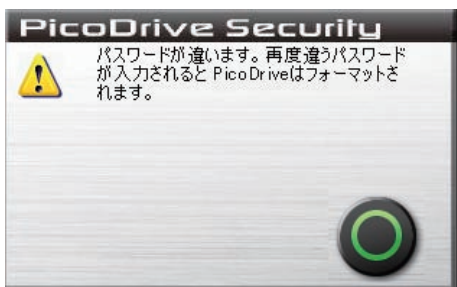 PicoDrive Security
パスワードが違います。再度違うパスワード
が入力されると PicoDriveはフォーマットさ
れます。